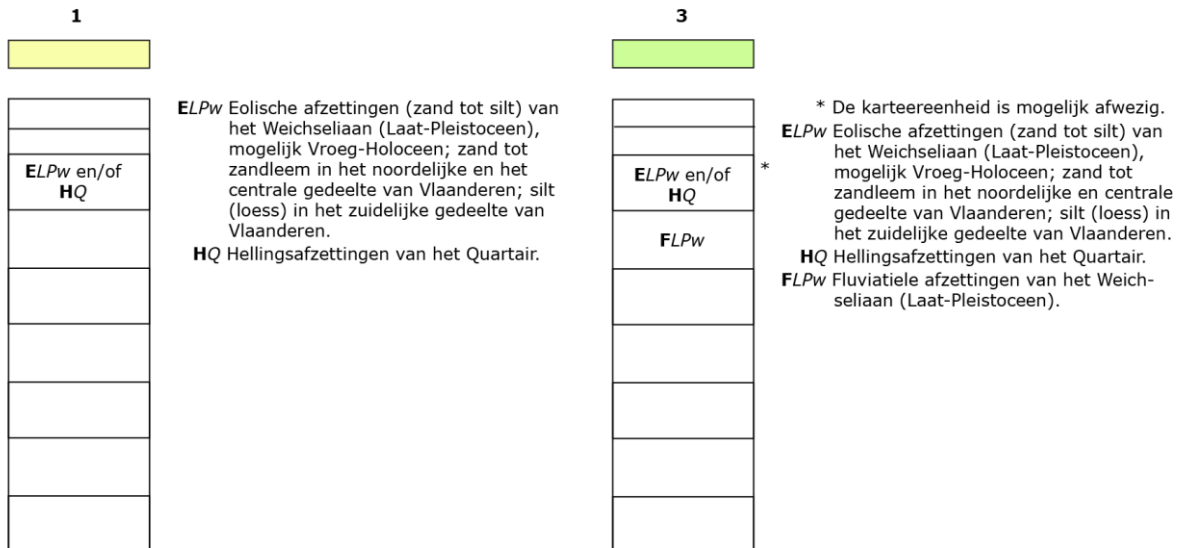 1
ELPw en/of
HQ
ELPw Eolische afzettingen (zand tot silt) van
het Weichseliaan (Laat-Pleistoceen),
mogelijk Vroeg-Holoceen; zand tot
zandleem in het noordelijke en het
centrale gedeelte van Vlaanderen; silt
(loess) in het zuidelijke gedeelte van
Vlaanderen.
HQ Hellingsafzettingen van het Quartair.
3
ELPw en/of
HQ
*
FLPw
* De karteereenheid is mogelijk afwezig.
ELPw Eolische afzettingen (zand tot silt) van
het Weichseliaan (Laat-Pleistoceen),
mogelijk Vroeg-Holoceen; zand tot
zandleem in het noordelijke en centrale
gedeelte van Vlaanderen; silt (loess) in
het zuidelijke gedeelte van Vlaanderen.
HQ Hellingsafzettingen van het Quartair.
FLPw Fluviatiele afzettingen van het Weich-
seliaan (Laat-Pleistoceen).